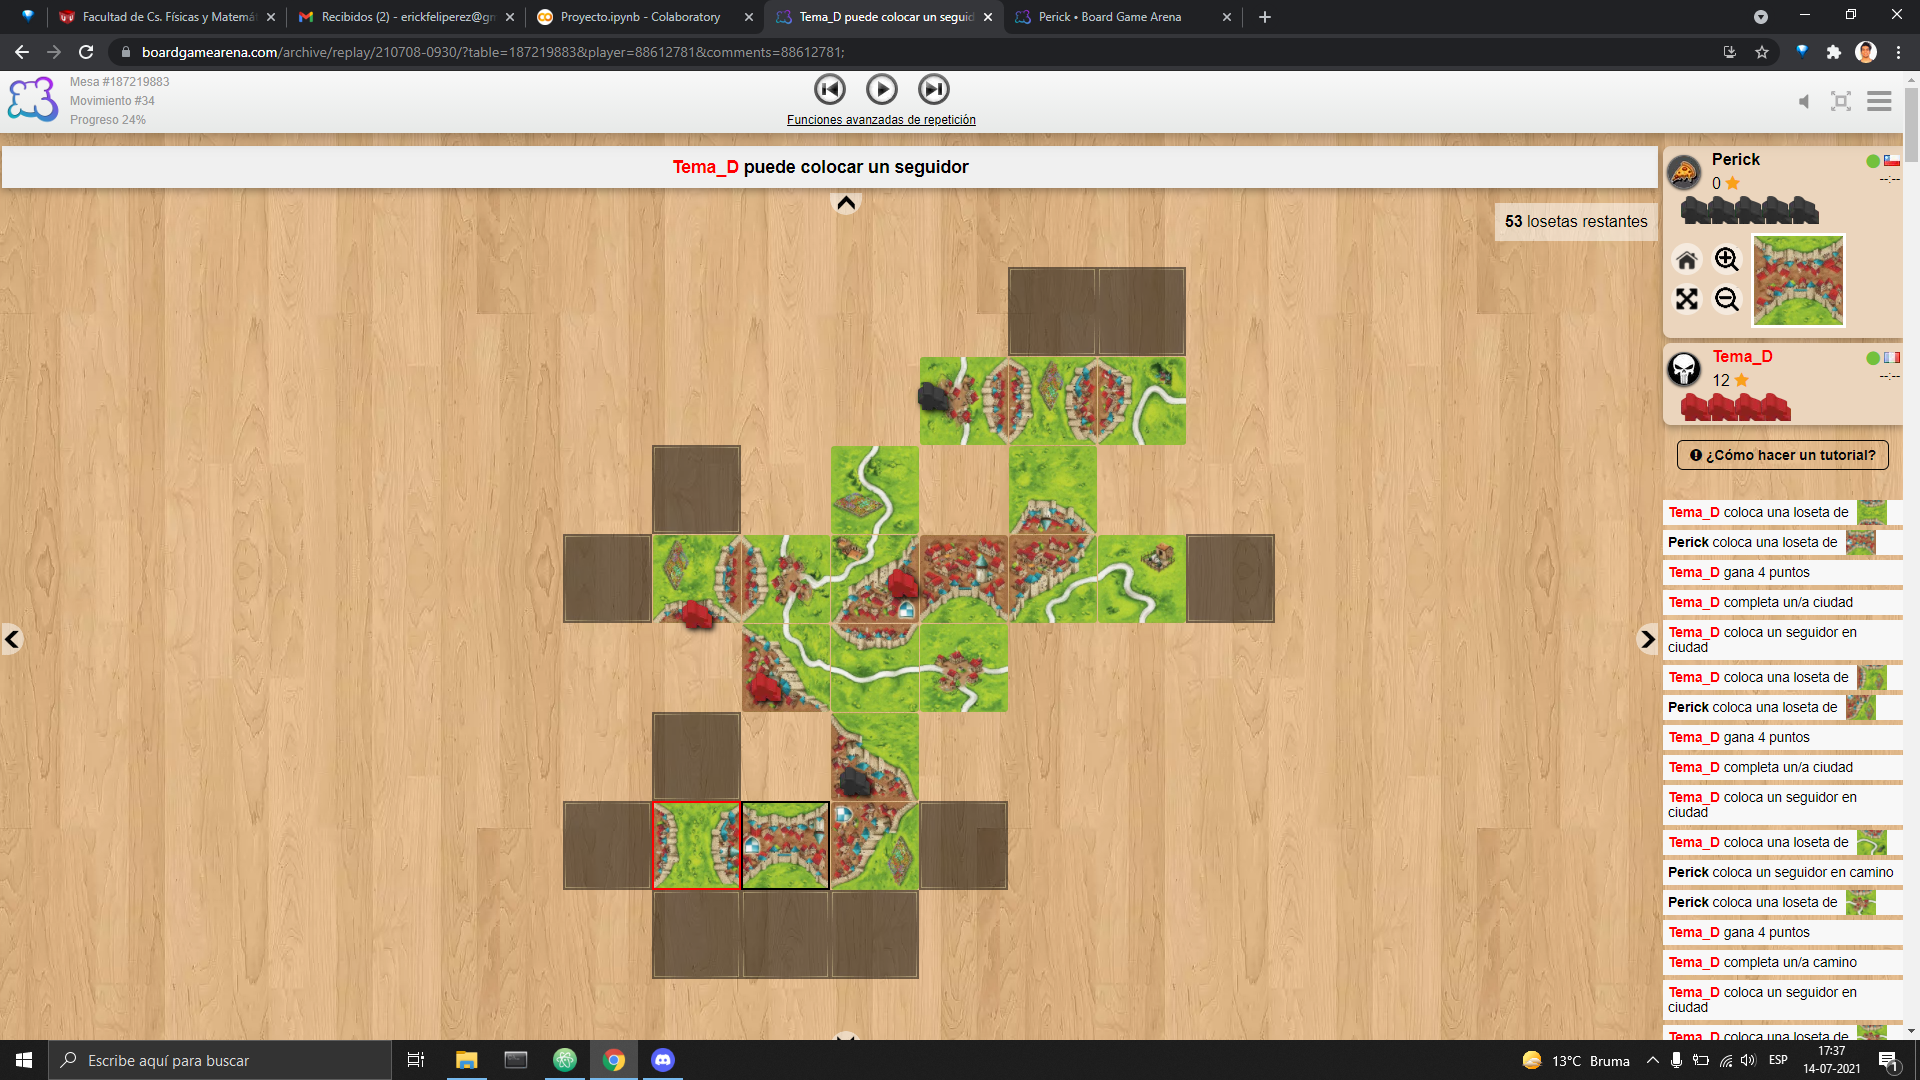 Facultad de Cs. Físicas y Matemá
Recibidos (2) - erickfeliperez@gm
Proyecto.ipynb - Colaboratory
Tema_D puede colocar un seguid
Perick • Board Game Arena
boardgamearena.com/archive/replay/210708-0930/?table=187219883&player=88612781&comments=88612781;
Mesa #187219883
Movimiento #34
Progreso 24%
Funciones avanzadas de repetición
Tema_D puede colocar un seguidor
53 losetas restantes
Perick
0
--:--
Tema_D
12
--:--
¿Cómo hacer un tutorial?
Tema_D coloca una loseta de
Perick coloca una loseta de
Tema_D gana 4 puntos
Tema_D completa un/a ciudad
Tema_D coloca un seguidor en
ciudad
Tema_D coloca una loseta de
Perick coloca una loseta de
Tema_D gana 4 puntos
Tema_D completa un/a ciudad
Tema_D coloca un seguidor en
ciudad
Tema_D coloca una loseta de
Perick coloca un seguidor en camino
Perick coloca una loseta de
Tema_D gana 4 puntos
Tema_D completa un/a camino
Tema_D coloca un seguidor en
ciudad
Tema_D coloca una loseta de
Escribe aquí para buscar
13°C Bruma
ESP
17:37
14-07-2021
1